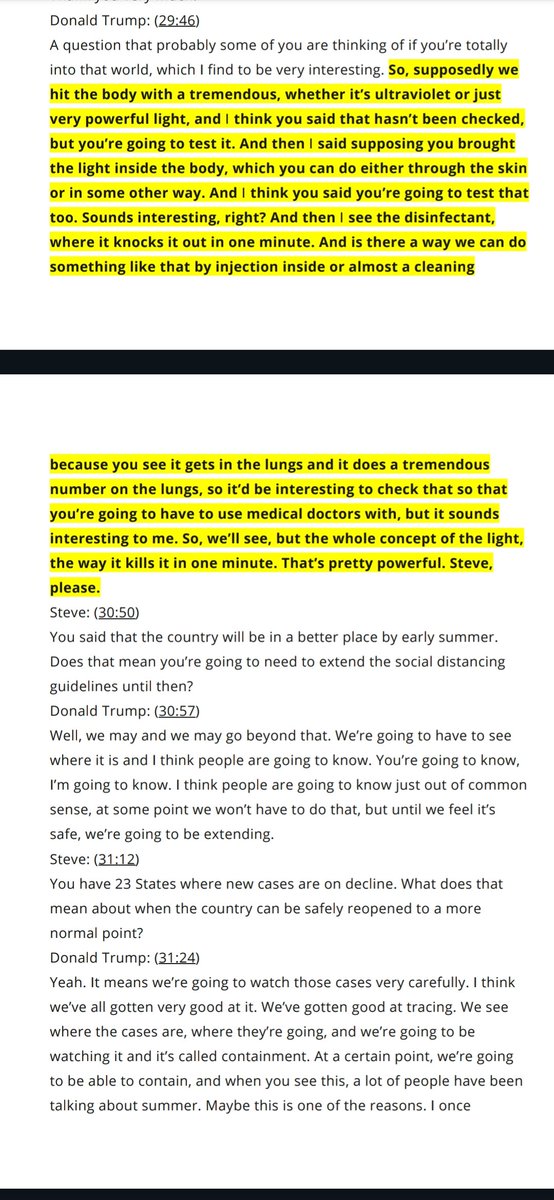 Donald Trump: (29:46)
A question that probably some of you are thinking of if you’re totally
into that world, which I find to be very interesting. So, supposedly we
hit the body with a tremendous, whether it’s ultraviolet or just
very powerful light, and I think you said that hasn’t been checked,
but you’re going to test it. And then I said supposing you brought
the light inside the body, which you can do either through the skin
or in some other way. And I think you said you’re going to test that
too. Sounds interesting, right? And then I see the disinfectant,
where it knocks it out in one minute. And is there a way we can do
something like that by injection inside or almost a cleaning
because you see it gets in the lungs and it does a tremendous
number on the lungs, so it’d be interesting to check that so that
you’re going to have to use medical doctors with, but it sounds
interesting to me. So, we’ll see, but the whole concept of the light,
the way it kills it in one minute. That’s pretty powerful. Steve,
please.
Steve: (30:50)
You said that the country will be in a better place by early summer.
Does that mean you’re going to need to extend the social distancing
guidelines until then?
Donald Trump: (30:57)
Well, we may and we may go beyond that. We’re going to have to see
where it is and I think people are going to know. You’re going to know,
I’m going to know. I think people are going to know just out of common
sense, at some point we won’t have to do that, but until we feel it’s
safe, we’re going to be extending.
Steve: (31:12)
You have 23 States where new cases are on decline. What does that
mean about when the country can be safely reopened to a more
normal point?
Donald Trump: (31:24)
Yeah. It means we’re going to watch those cases very carefully. I think
we’ve all gotten very good at it. We’ve gotten good at tracing. We see
where the cases are, where they’re going, and we’re going to be
watching it and it’s called containment. At a certain point, we’re going
to be able to contain, and when you see this, a lot of people have been
talking about summer. Maybe this is one of the reasons. I once